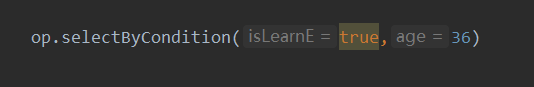 op.selectByCondition( isLearnE = true, age = 36)